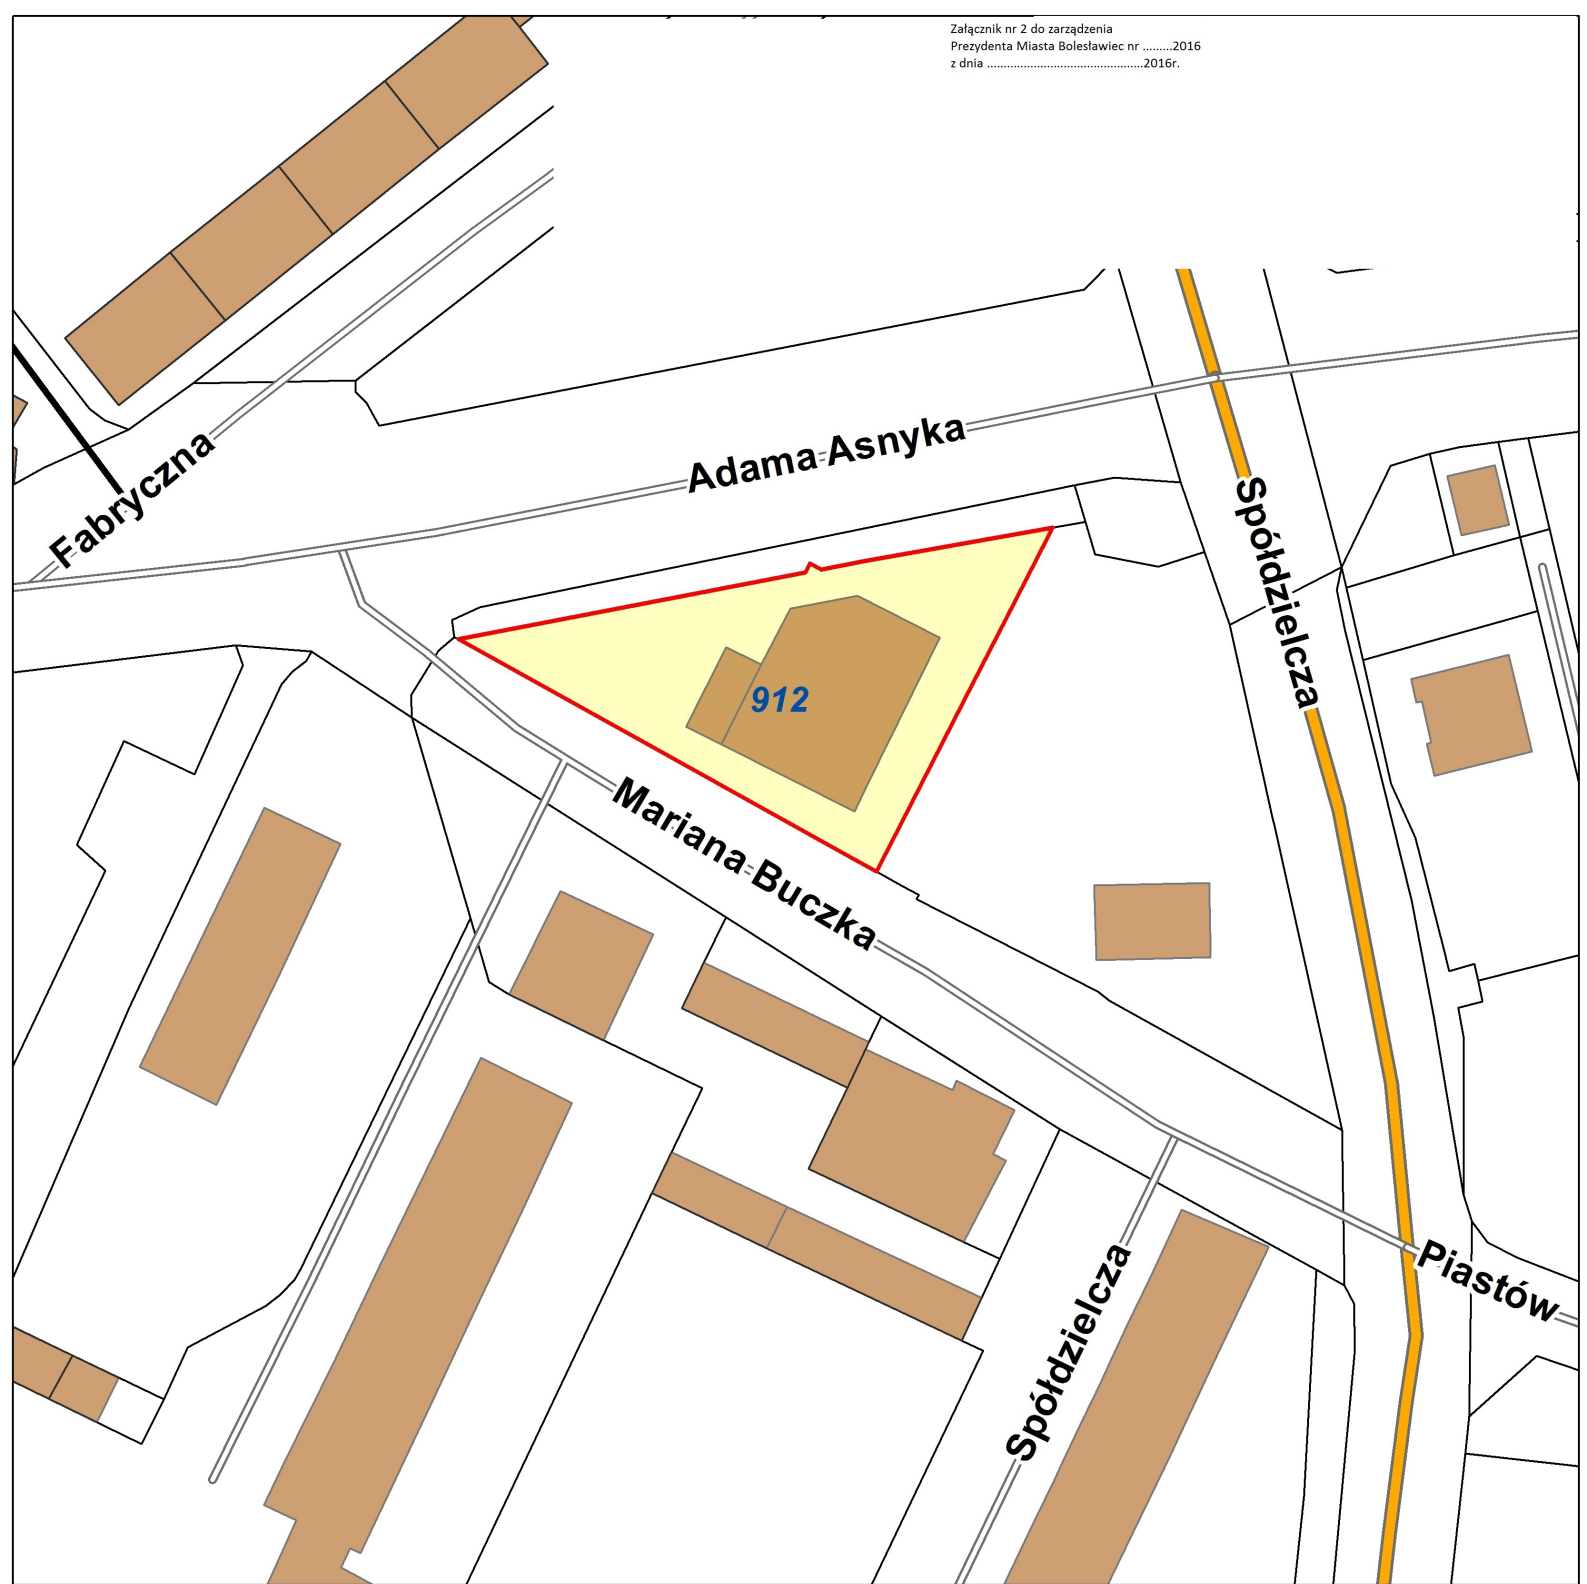 Załącznik nr 2 do zarządzenia
Prezydenta Miasta Bolesławiec nr .........2016
z dnia ...............................................2016r.
Fabryczna
Adama Asnyka
Spółdzielcza
912
Mariana Buczka
Spółdzielcza
Piastów